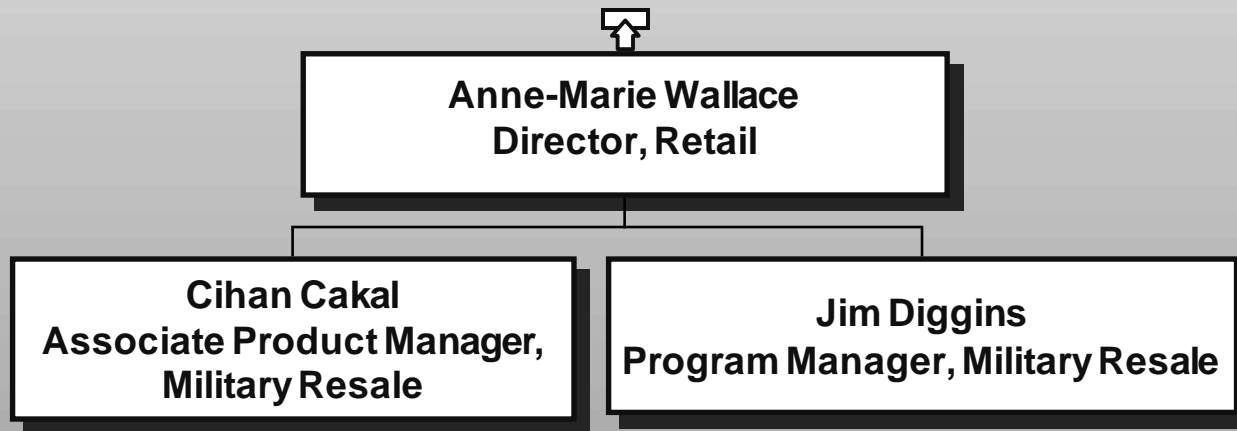 Anne-Marie Wallace
Director, Retail
Cihan Cakal
Associate Product Manager,
Military Resale
Jim Diggins
Program Manager, Military Resale